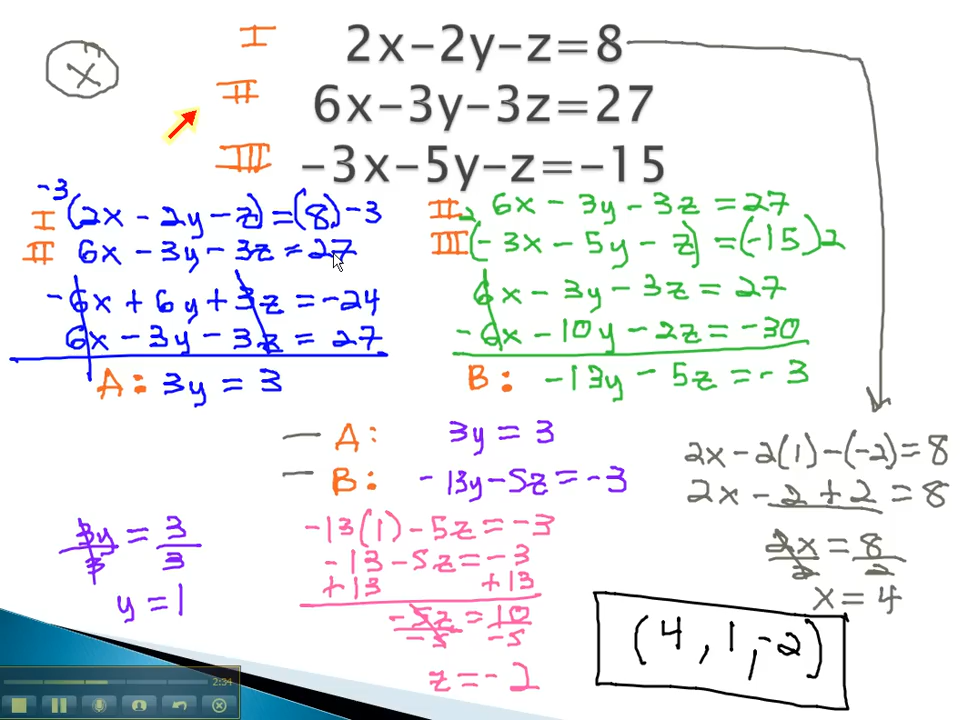 I 2x-2y-z=8
II 6x-3y-3z=27
III -3x-5y-z=-15
x
I -3(2x - 2y - z) = (8)-3
II 6x - 3y - 3z = 27
-6x + 6y + 3z = -24
6x - 3y - 3z = 27
A: 3y = 3
II 6x - 3y - 3z = 27
III 2(-3x - 5y - z) = (-15)2
6x - 3y - 3z = 27
-6x - 10y - 2z = -30
B: -13y - 5z = -3
A: 3y = 3
B: -13y - 5z = -3
3y/3 = 3/3
y = 1
-13(1) - 5z = -3
-13 - 5z = -3
+13 +13
-5z/-5 = 10/-5
z = -2
2x - 2(1) - (-2) = 8
2x - 2 + 2 = 8
2x/2 = 8/2
x = 4
(4, 1, -2)
2:34